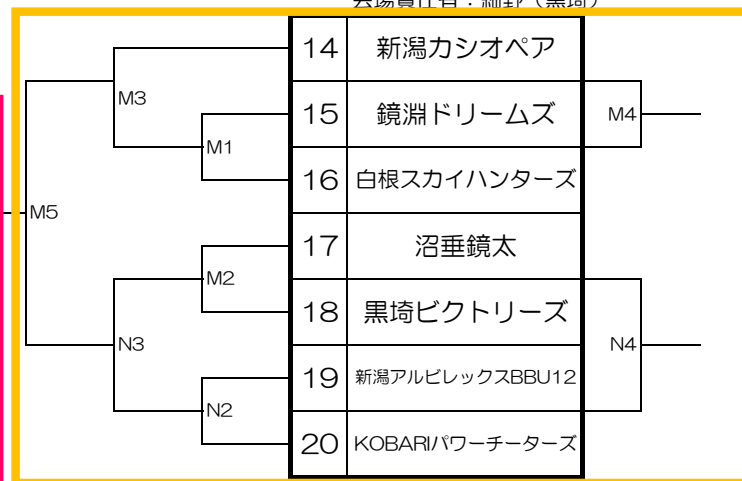 14 新潟カシオペア
M3
15 鏡淵ドリームズ M4
M1
16 白根スカイハンターズ
M5
17 沼垂鏡太
M2
18 黒埼ビクトリーズ
N3 N4
19 新潟アルビレックスBBU12
N2
20 KOBARIパワーチーターズ